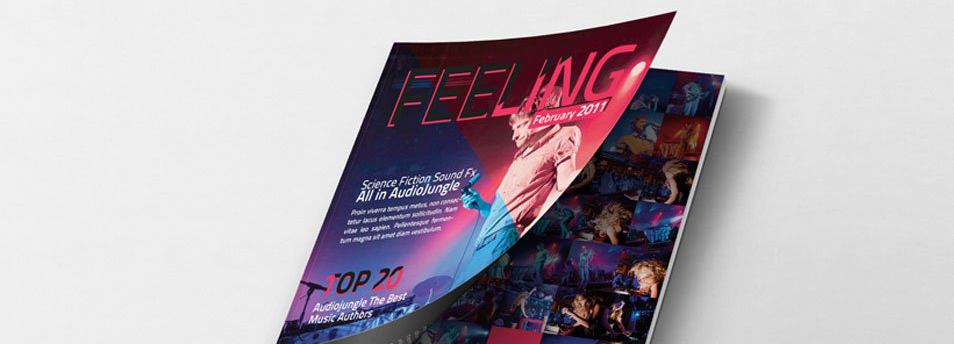 FEELING
February 2011
Science Fiction Sound Fx
All in AudioJungle
Proin viverra tempus metus, non consec-
tetur lacus elementum sollicitudin. Nam
vitae leo sapien. Pellentesque fermen-
tum magna sit amet diam vestibulum.
TOP 20
Audiojungle The Best
Music Authors